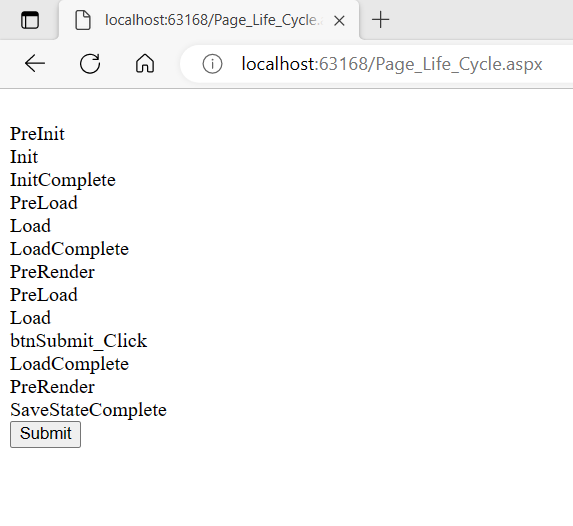 localhost:63168/Page_Life_Cycle.a
localhost:63168/Page_Life_Cycle.aspx
PreInit
Init
InitComplete
PreLoad
Load
LoadComplete
PreRender
PreLoad
Load
btnSubmit_Click
LoadComplete
PreRender
SaveStateComplete
Submit